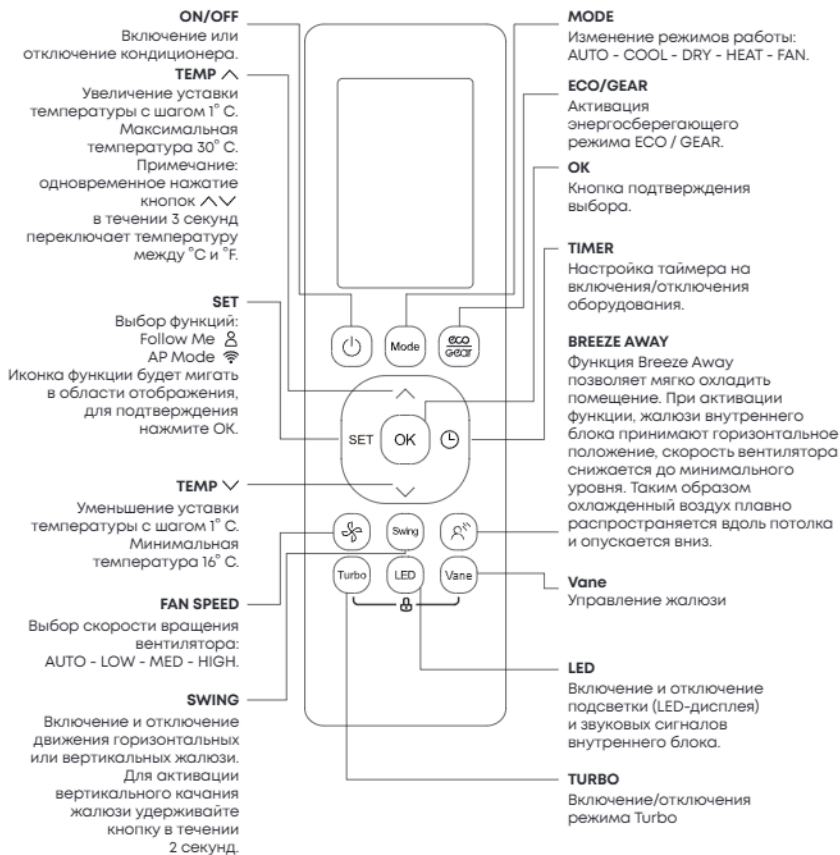 ON/OFF
Включение или
отключение кондиционера.
TEMP ︿
Увеличение уставки
температуры с шагом 1° С.
Максимальная
температура 30° С.
Примечание:
одновременное нажатие
кнопок ︿﹀
в течении 3 секунд
переключает температуру
между °С и °F.
SET
Выбор функций:
Follow Me
AP Mode
Иконка функции будет мигать
в области отображения,
для подтверждения
нажмите ОК.
TEMP ﹀
Уменьшение уставки
температуры с шагом 1° С.
Минимальная
температура 16° С.
FAN SPEED
Выбор скорости вращения
вентилятора:
AUTO - LOW - MED - HIGH.
SWING
Включение и отключение
движения горизонтальных
или вертикальных жалюзи.
Для активации
вертикального качания
жалюзи удерживайте
кнопку в течении
2 секунд.
Mode
eco
gear
SET
OK
Swing
Turbo
LED
Vane
MODE
Изменение режимов работы:
AUTO - COOL - DRY - HEAT - FAN.
ECO/GEAR
Активация
энергосберегающего
режима ECO / GEAR.
OK
Кнопка подтверждения
выбора.
TIMER
Настройка таймера на
включения/отключения
оборудования.
BREEZE AWAY
Функция Breeze Away
позволяет мягко охладить
помещение. При активации
функции, жалюзи внутреннего
блока принимают горизонтальное
положение, скорость вентилятора
снижается до минимального
уровня. Таким образом
охлажденный воздух плавно
распространяется вдоль потолка
и опускается вниз.
Vane
Управление жалюзи
LED
Включение и отключение
подсветки (LED-дисплея)
и звуковых сигналов
внутреннего блока.
TURBO
Включение/отключения
режима Turbo